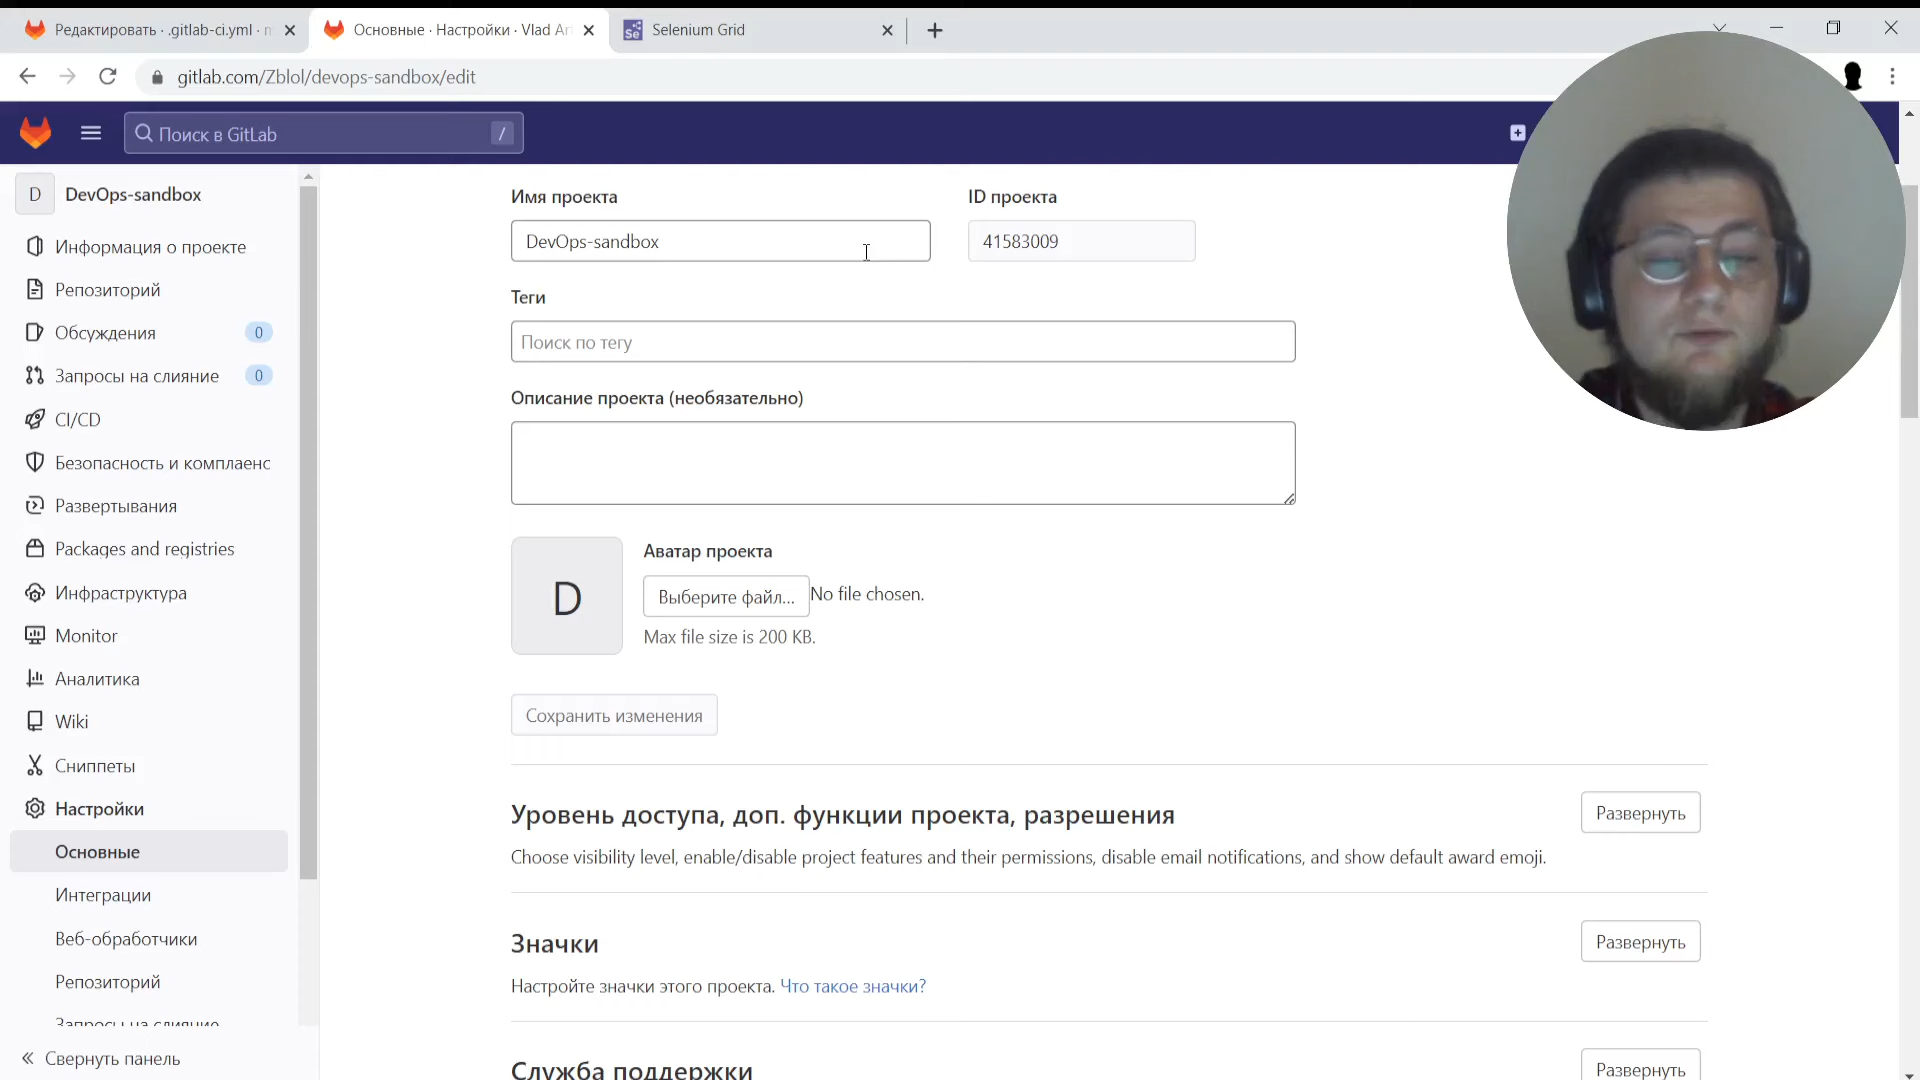 Редактировать · .gitlab-ci.yml ·
Основные · Настройки · Vlad
Selenium Grid
gitlab.com/Zblol/devops-sandbox/edit
Поиск в GitLab /
D DevOps-sandbox
Информация о проекте
Репозиторий
Обсуждения 0
Запросы на слияние 0
CI/CD
Безопасность и комплаенс
Развертывания
Packages and registries
Инфраструктура
Monitor
Аналитика
Wiki
Сниппеты
Настройки
Основные
Интеграции
Веб-обработчики
Репозиторий
Запросы на слияние
« Свернуть панель
Имя проекта
DevOps-sandbox
ID проекта
41583009
Теги
Поиск по тегу
Описание проекта (необязательно)
D
Аватар проекта
Выберите файл... No file chosen.
Max file size is 200 KB.
Сохранить изменения
Уровень доступа, доп. функции проекта, разрешения
Развернуть
Choose visibility level, enable/disable project features and their permissions, disable email notifications, and show default award emoji.
Значки
Развернуть
Настройте значки этого проекта. Что такое значки?
Служба поддержки
Развернуть